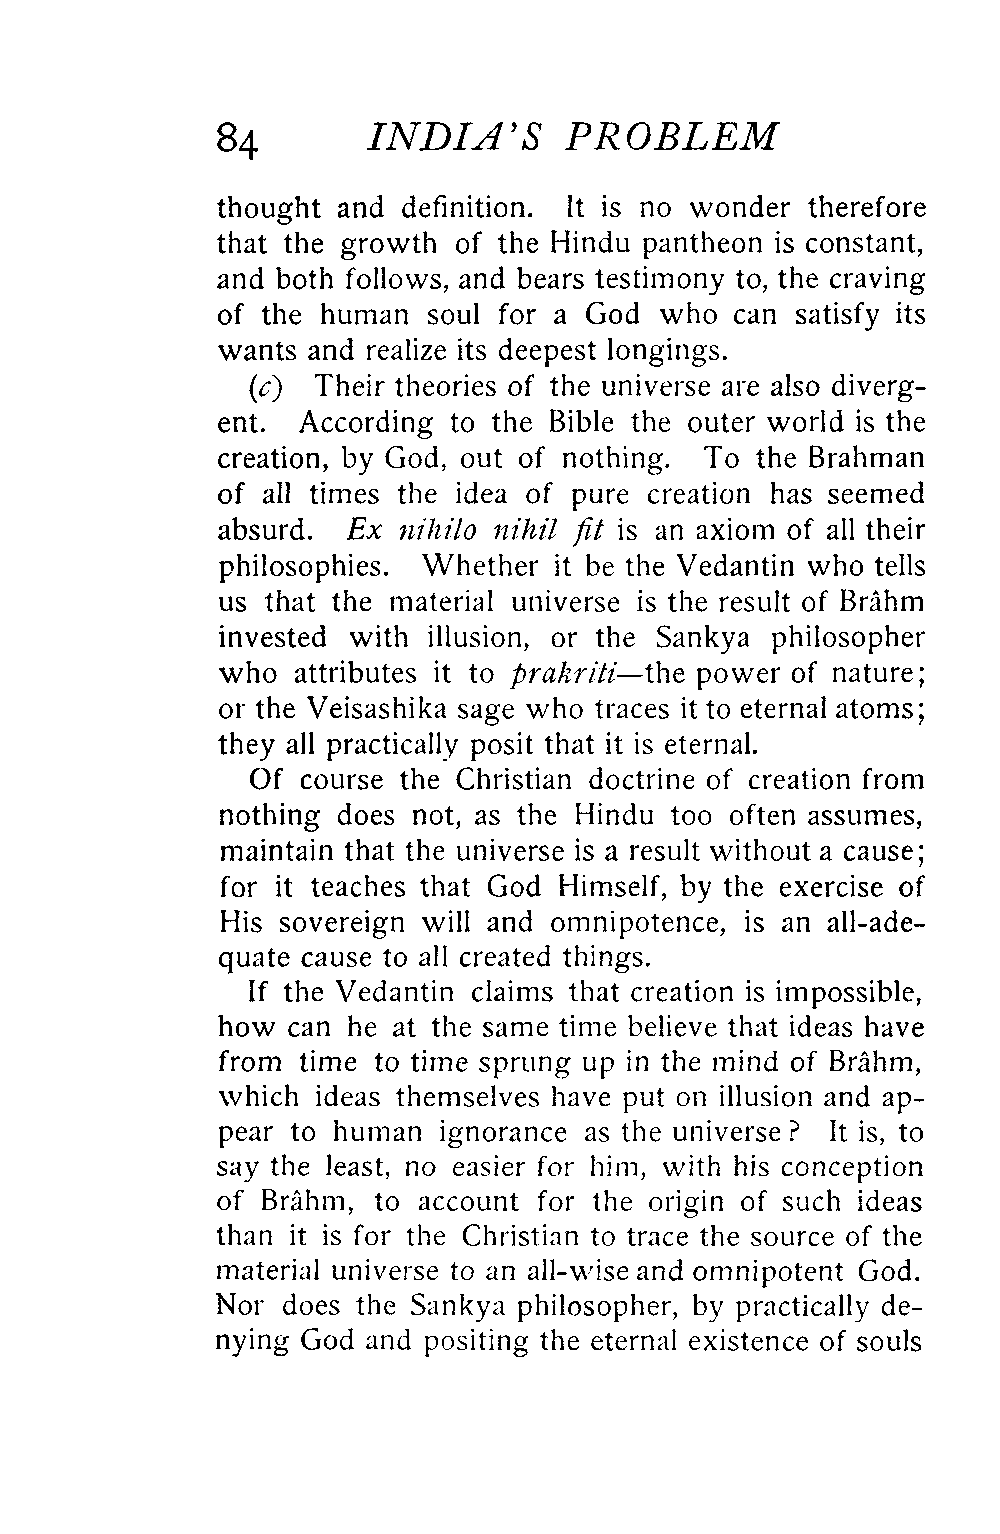 84 INDIA'S PROBLEM
thought and definition. It is no wonder therefore
that the growth of the Hindu pantheon is constant,
and both follows, and bears testimony to, the craving
of the human soul for a God who can satisfy its
wants and realize its deepest longings.
(c) Their theories of the universe are also diverg-
ent. According to the Bible the outer world is the
creation, by God, out of nothing. To the Brahman
of all times the idea of pure creation has seemed
absurd. Ex nihilo nihil fit is an axiom of all their
philosophies. Whether it be the Vedantin who tells
us that the material universe is the result of Brâhm
invested with illusion, or the Sankya philosopher
who attributes it to prakriti—the power of nature;
or the Veisashika sage who traces it to eternal atoms;
they all practically posit that it is eternal.
Of course the Christian doctrine of creation from
nothing does not, as the Hindu too often assumes,
maintain that the universe is a result without a cause;
for it teaches that God Himself, by the exercise of
His sovereign will and omnipotence, is an all-ade-
quate cause to all created things.
If the Vedantin claims that creation is impossible,
how can he at the same time believe that ideas have
from time to time sprung up in the mind of Brâhm,
which ideas themselves have put on illusion and ap-
pear to human ignorance as the universe? It is, to
say the least, no easier for him, with his conception
of Brâhm, to account for the origin of such ideas
than it is for the Christian to trace the source of the
material universe to an all-wise and omnipotent God.
Nor does the Sankya philosopher, by practically de-
nying God and positing the eternal existence of souls